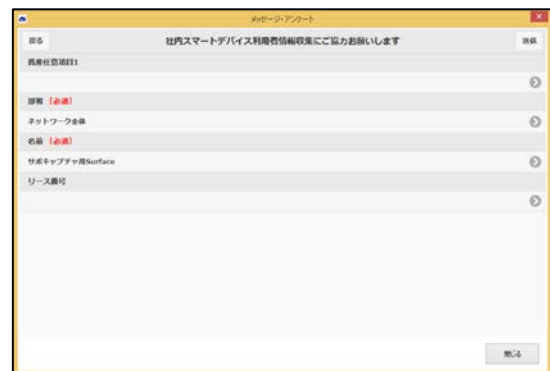 メッセージ・アンケート
戻る
社内スマートデバイス利用者情報収集にご協力お願いします
送信
資産任意項目1
部署 [必須]
ネットワーク全体
名前 [必須]
サポキャプチャ用Surface
リース番号
閉じる